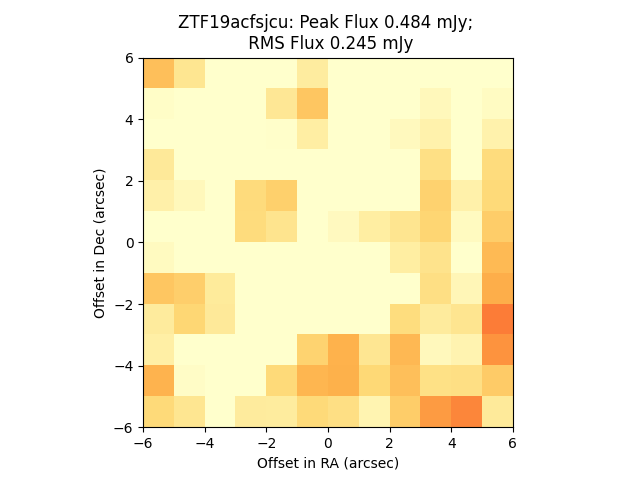 ZTF19acfsjcu: Peak Flux 0.484 mJy;
RMS Flux 0.245 mJy
6
4
2
0
−2
−4
−6
Offset in Dec (arcsec)
−6 −4 −2 0 2 4 6
Offset in RA (arcsec)